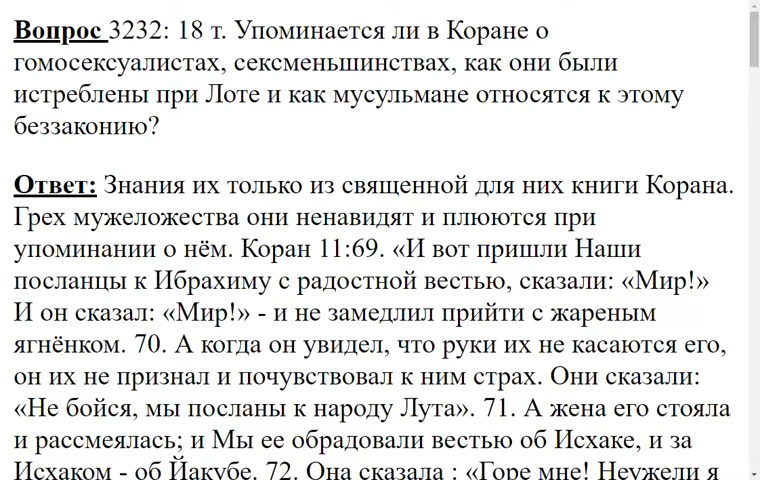 Вопрос 3232: 18 т. Упоминается ли в Коране о
гомосексуалистах, сексменьшинствах, как они были
истреблены при Лоте и как мусульмане относятся к этому
беззаконию?
Ответ: Знания их только из священной для них книги Корана.
Грех мужеложества они ненавидят и плюются при
упоминании о нём. Коран 11:69. «И вот пришли Наши
посланцы к Ибрахиму с радостной вестью, сказали: «Мир!»
И он сказал: «Мир!» - и не замедлил прийти с жареным
ягнёнком. 70. А когда он увидел, что руки их не касаются его,
он их не признал и почувствовал к ним страх. Они сказали:
«Не бойся, мы посланы к народу Лута». 71. А жена его стояла
и рассмеялась; и Мы ее обрадовали вестью об Исхаке, и за
Исхаком - об Йакубе. 72. Она сказала : «Горе мне! Неужели я